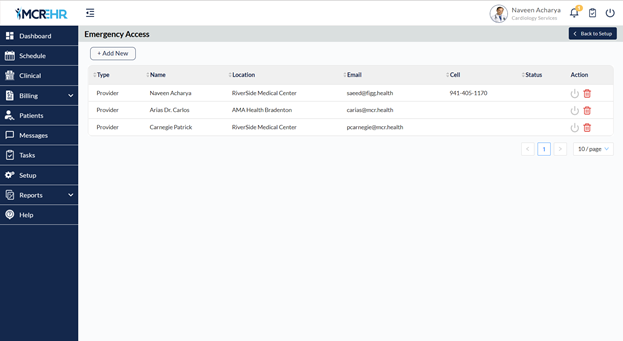 MCREHR
Naveen Acharya
Cardiology Services
Dashboard
Schedule
Clinical
Billing
Patients
Messages
Tasks
Setup
Reports
Help
Emergency Access
Back to Setup
+ Add New
Type Name Location Email Cell Status Action
Provider Naveen Acharya RiverSide Medical Center saeed@figg.health 941-405-1170
Provider Arias Dr. Carlos AMA Health Bradenton carias@mcr.health
Provider Carnegie Patrick RiverSide Medical Center pcarnegie@mcr.health
1 10 / page